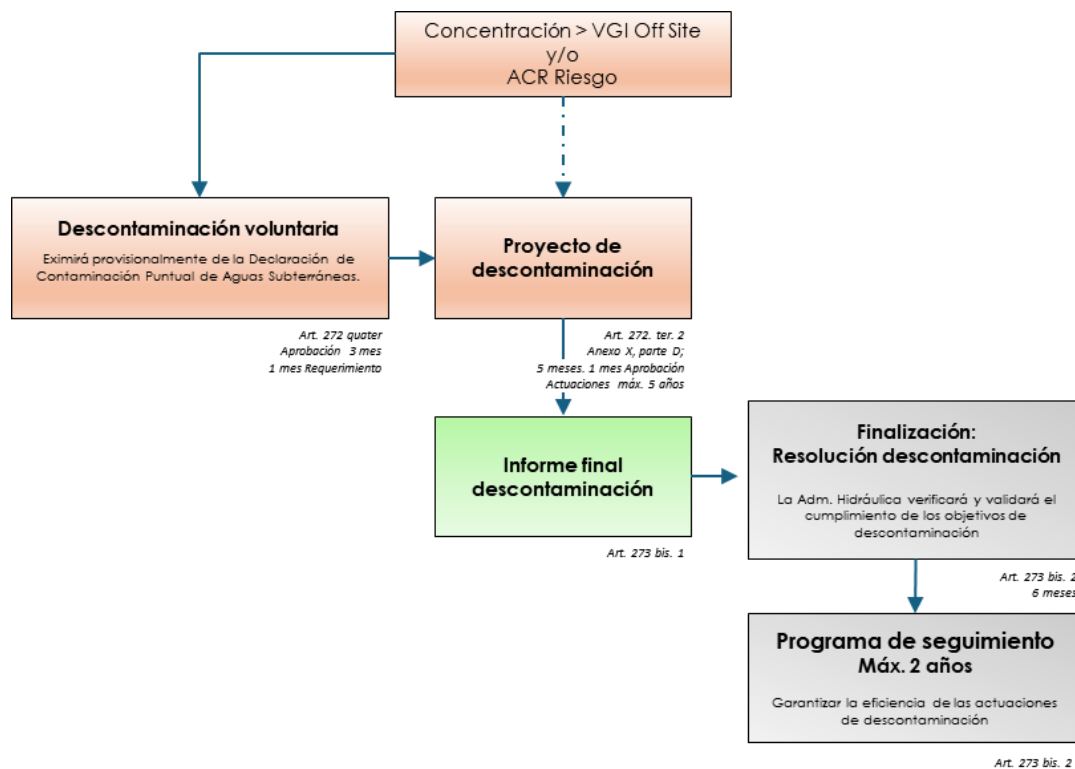 Concentración > VGI Off Site
y/o
ACR Riesgo
Descontaminación voluntaria
Eximirá provisionalmente de la Declaración de
Contaminación Puntual de Aguas Subterráneas.
Art. 272 quater
Aprobación 3 mes
1 mes Requerimiento
Proyecto de
descontaminación
Art. 272. ter. 2
Anexo X, parte D;
5 meses. 1 mes Aprobación
Actuaciones máx. 5 años
Informe final
descontaminación
Art. 273 bis. 1
Finalización:
Resolución descontaminación
La Adm. Hidráulica verificará y validará el
cumplimiento de los objetivos de
descontaminación
Art. 273 bis. 2
6 meses
Programa de seguimiento
Máx. 2 años
Garantizar la eficiencia de las actuaciones
de descontaminación
Art. 273 bis. 2